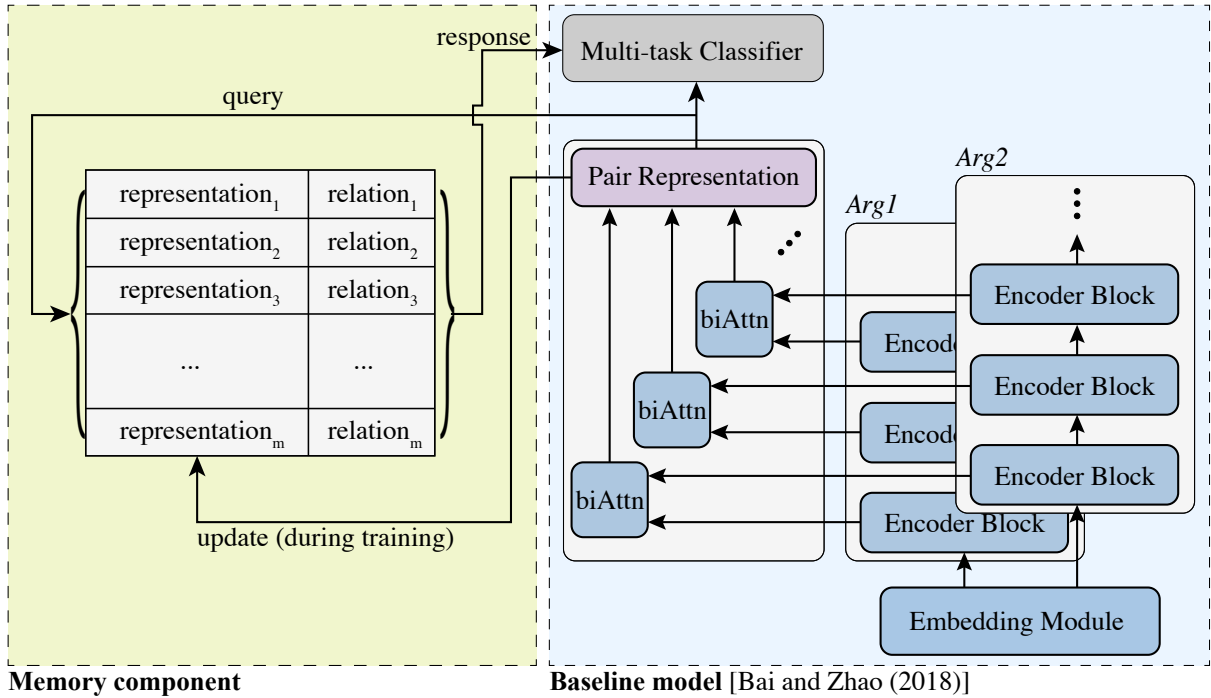 response
Multi-task Classifier
query
Pair Representation
Arg2
Arg1
representation1 relation1
representation2 relation2
representation3 relation3
... ...
representationm relationm
biAttn
Encoder Block
Encode
biAttn
Encoder Block
Encode
biAttn
Encoder Block
Encoder Block
update (during training)
Embedding Module
Memory component
Baseline model [Bai and Zhao (2018)]